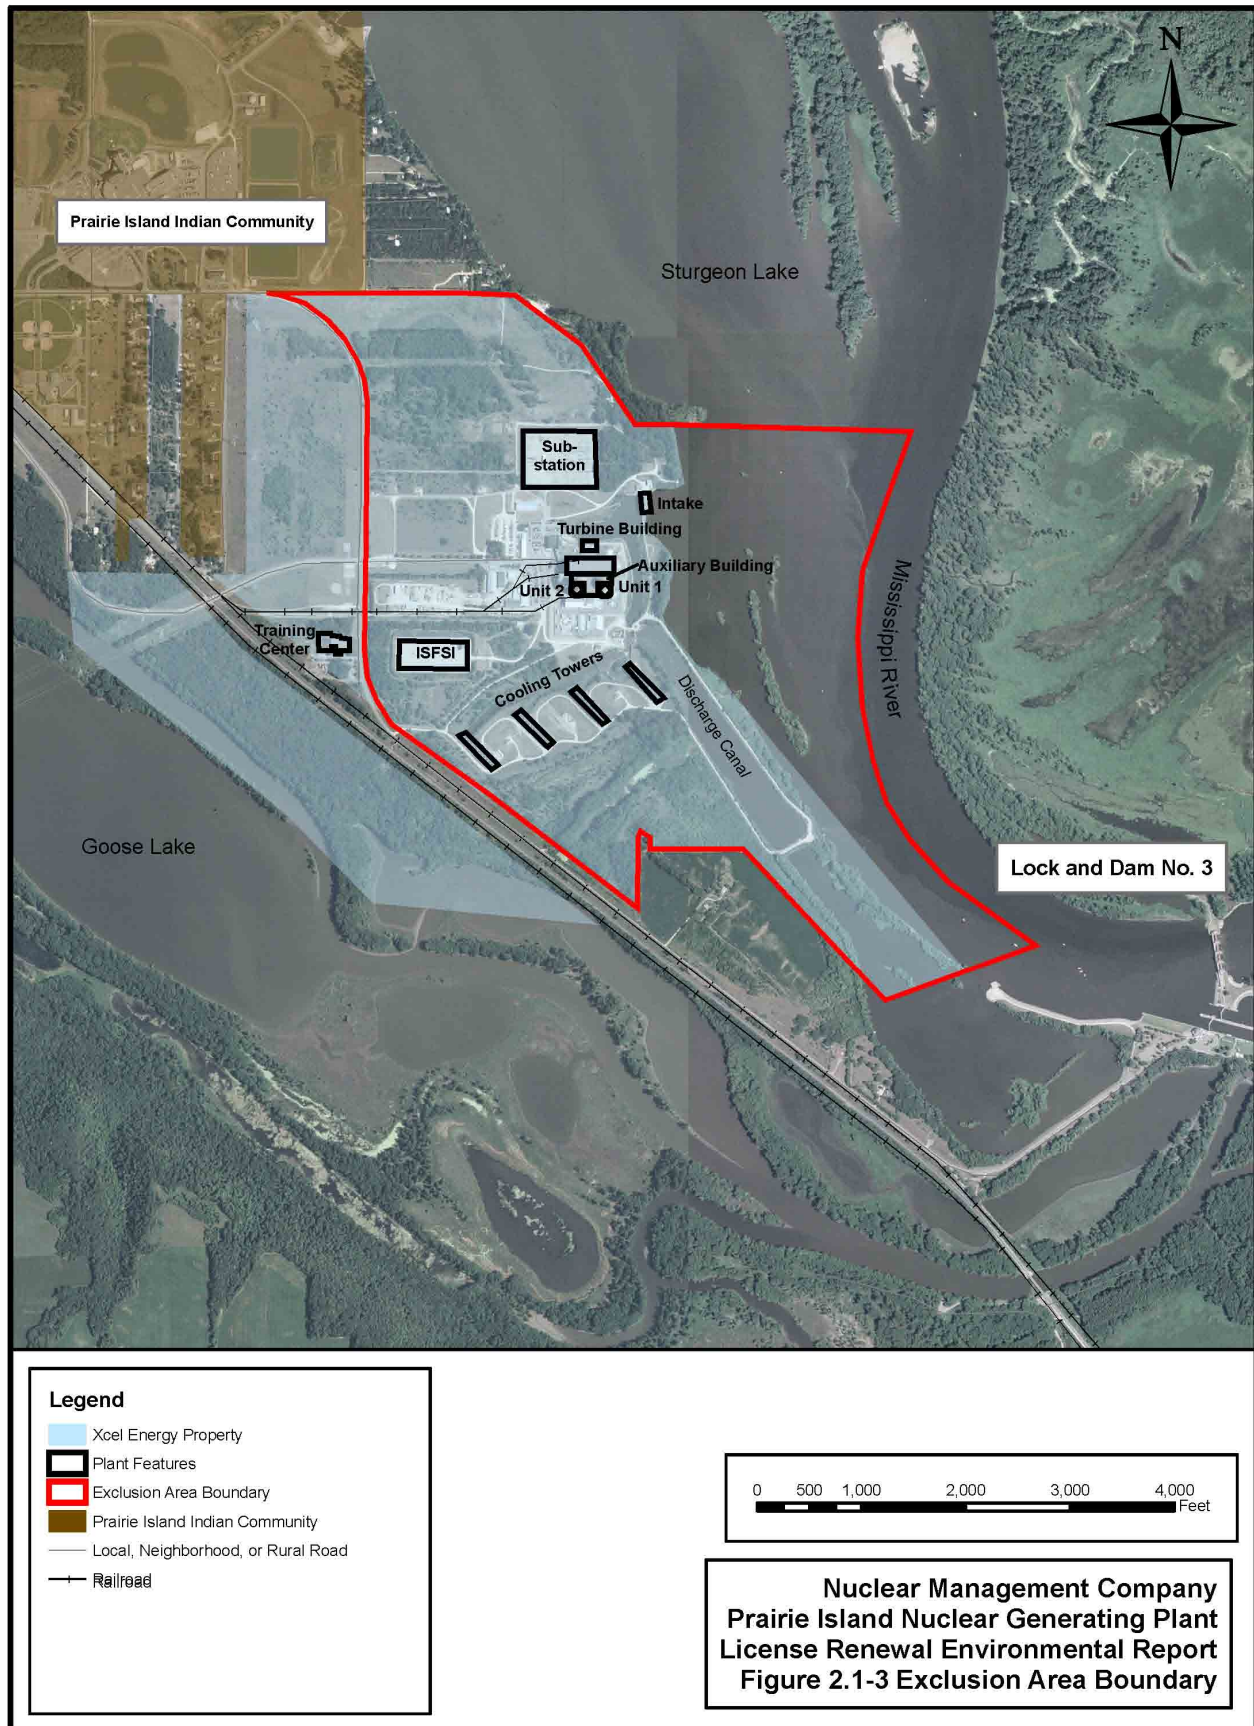 N
Prairie Island Indian Community
Sturgeon Lake
Sub-
station
Intake
Turbine Building
Auxiliary Building
Unit 2
Unit 1
Mississippi River
Training
Center
ISFSI
Cooling Towers
Discharge Canal
Goose Lake
Lock and Dam No. 3
Legend
Xcel Energy Property
Plant Features
Exclusion Area Boundary
Prairie Island Indian Community
Local, Neighborhood, or Rural Road
Railroad
0 500 1,000 2,000 3,000 4,000
Feet
Nuclear Management Company
Prairie Island Nuclear Generating Plant
License Renewal Environmental Report
Figure 2.1-3 Exclusion Area Boundary